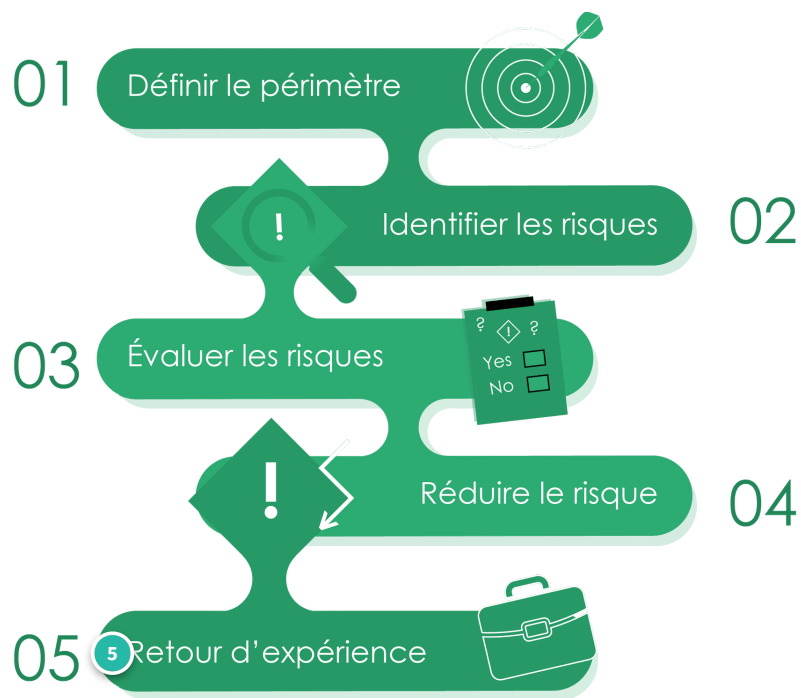 01
Définir le périmètre
!
Identifier les risques
02
03
Évaluer les risques
? ! ?
Yes
No
!
Réduire le risque
04
05
5
Retour d’expérience